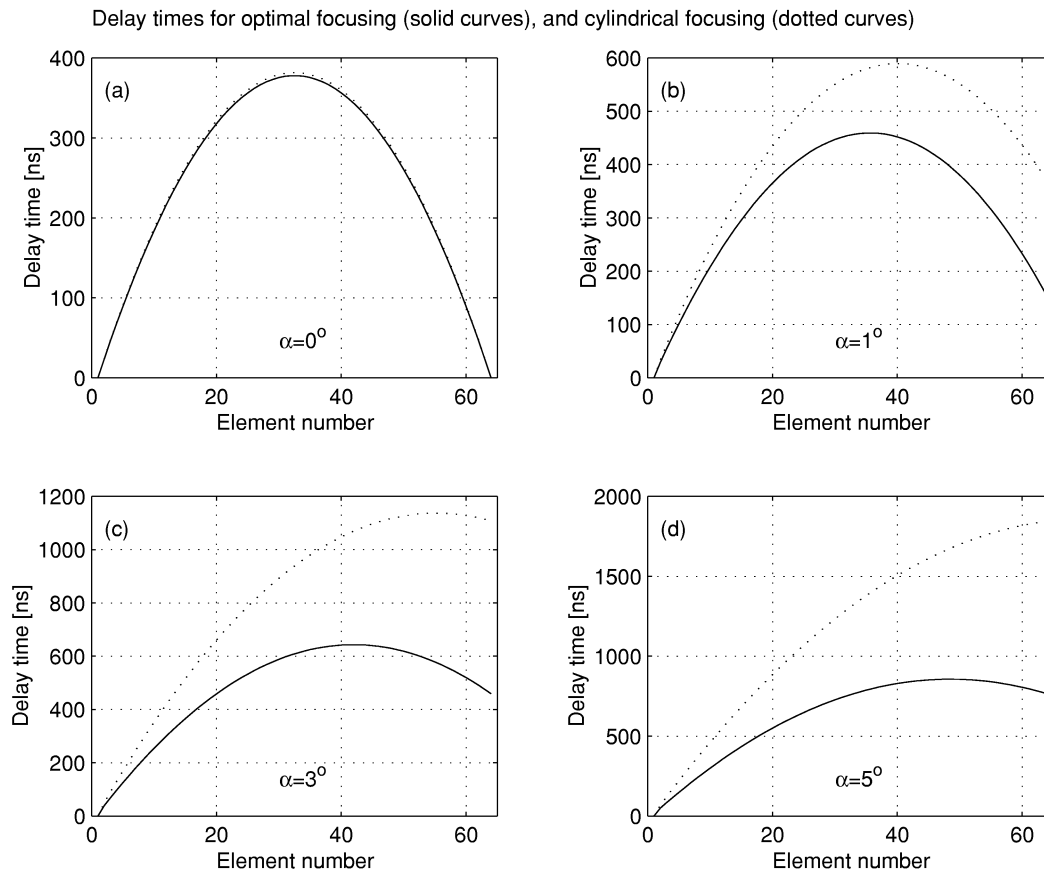 Delay times for optimal focusing (solid curves), and cylindrical focusing (dotted curves)
400
300
200
100
0
0 20 40 60
Delay time [ns]
Element number
(a)
α=0°
600
500
400
300
200
100
0
0 20 40 60
Delay time [ns]
Element number
(b)
α=1°
1200
1000
800
600
400
200
0
0 20 40 60
Delay time [ns]
Element number
(c)
α=3°
2000
1500
1000
500
0
0 20 40 60
Delay time [ns]
Element number
(d)
α=5°